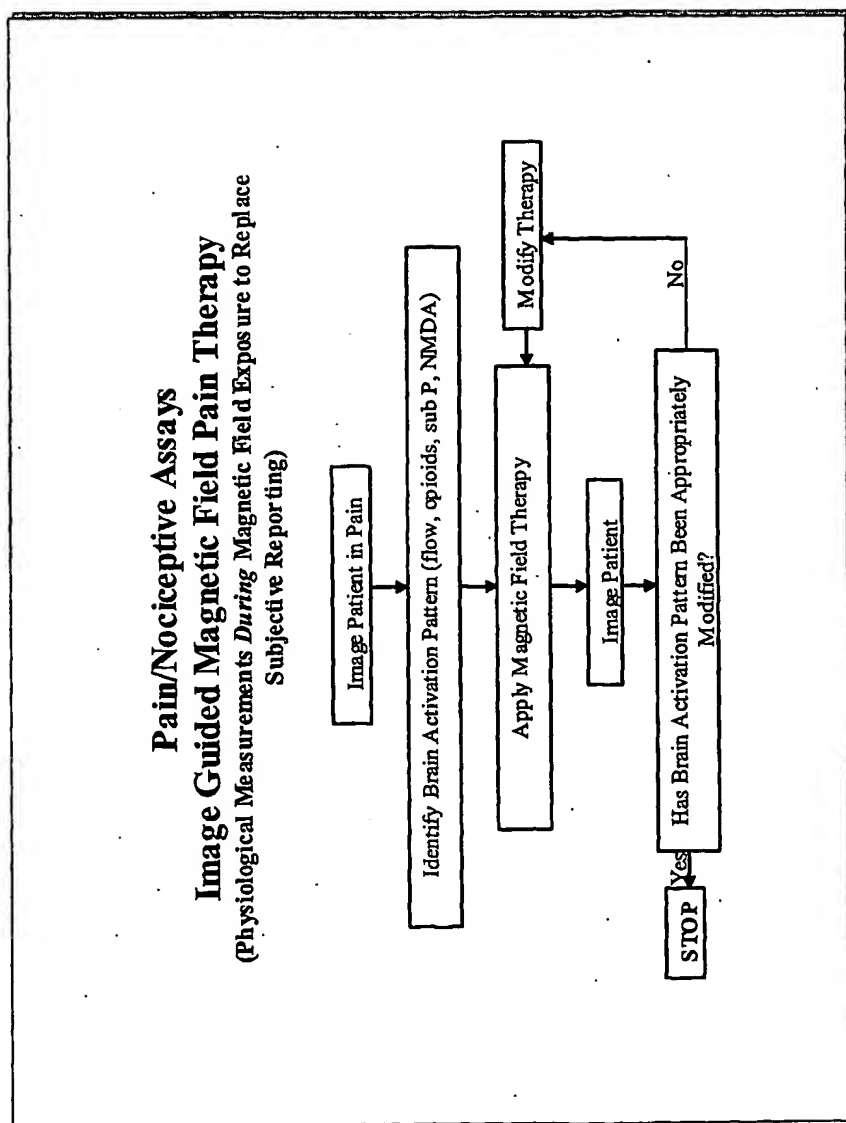 Pain/Nociceptive Assays
Image Guided Magnetic Field Pain Therapy
(Physiological Measurements During Magnetic Field Exposure to Replace
Subjective Reporting)
Image Patient in Pain
Identify Brain Activation Pattern (flow, opioids, sub P, NMDA)
Apply Magnetic Field Therapy
Modify Therapy
Image Patient
Has Brain Activation Pattern Been Appropriately
Modified?
Yes
No
STOP